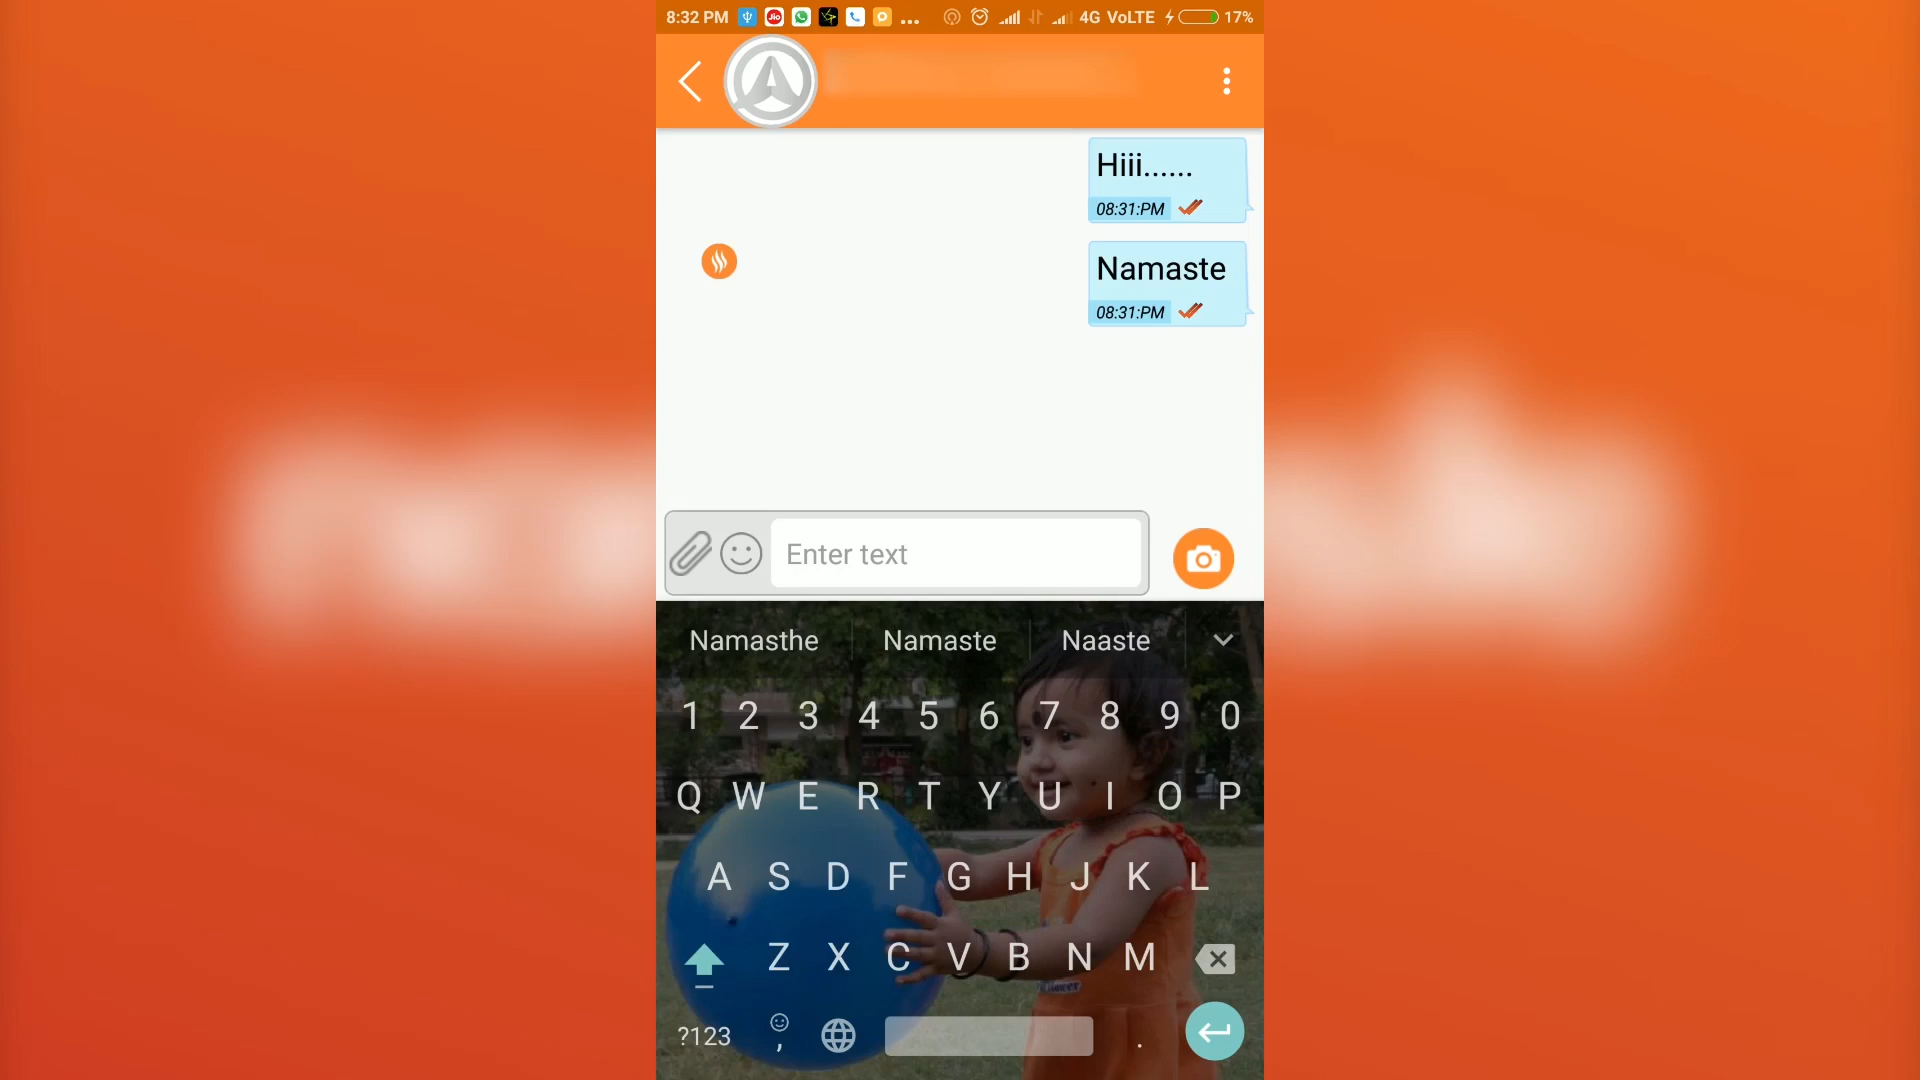 8:32 PM ... 4G VoLTE 17%
Hiii......
08:31:PM
Namaste
08:31:PM
Enter text
Namasthe Namaste Naaste
1 2 3 4 5 6 7 8 9 0
Q W E R T Y U I O P
A S D F G H J K L
Z X C V B N M
?123 , .